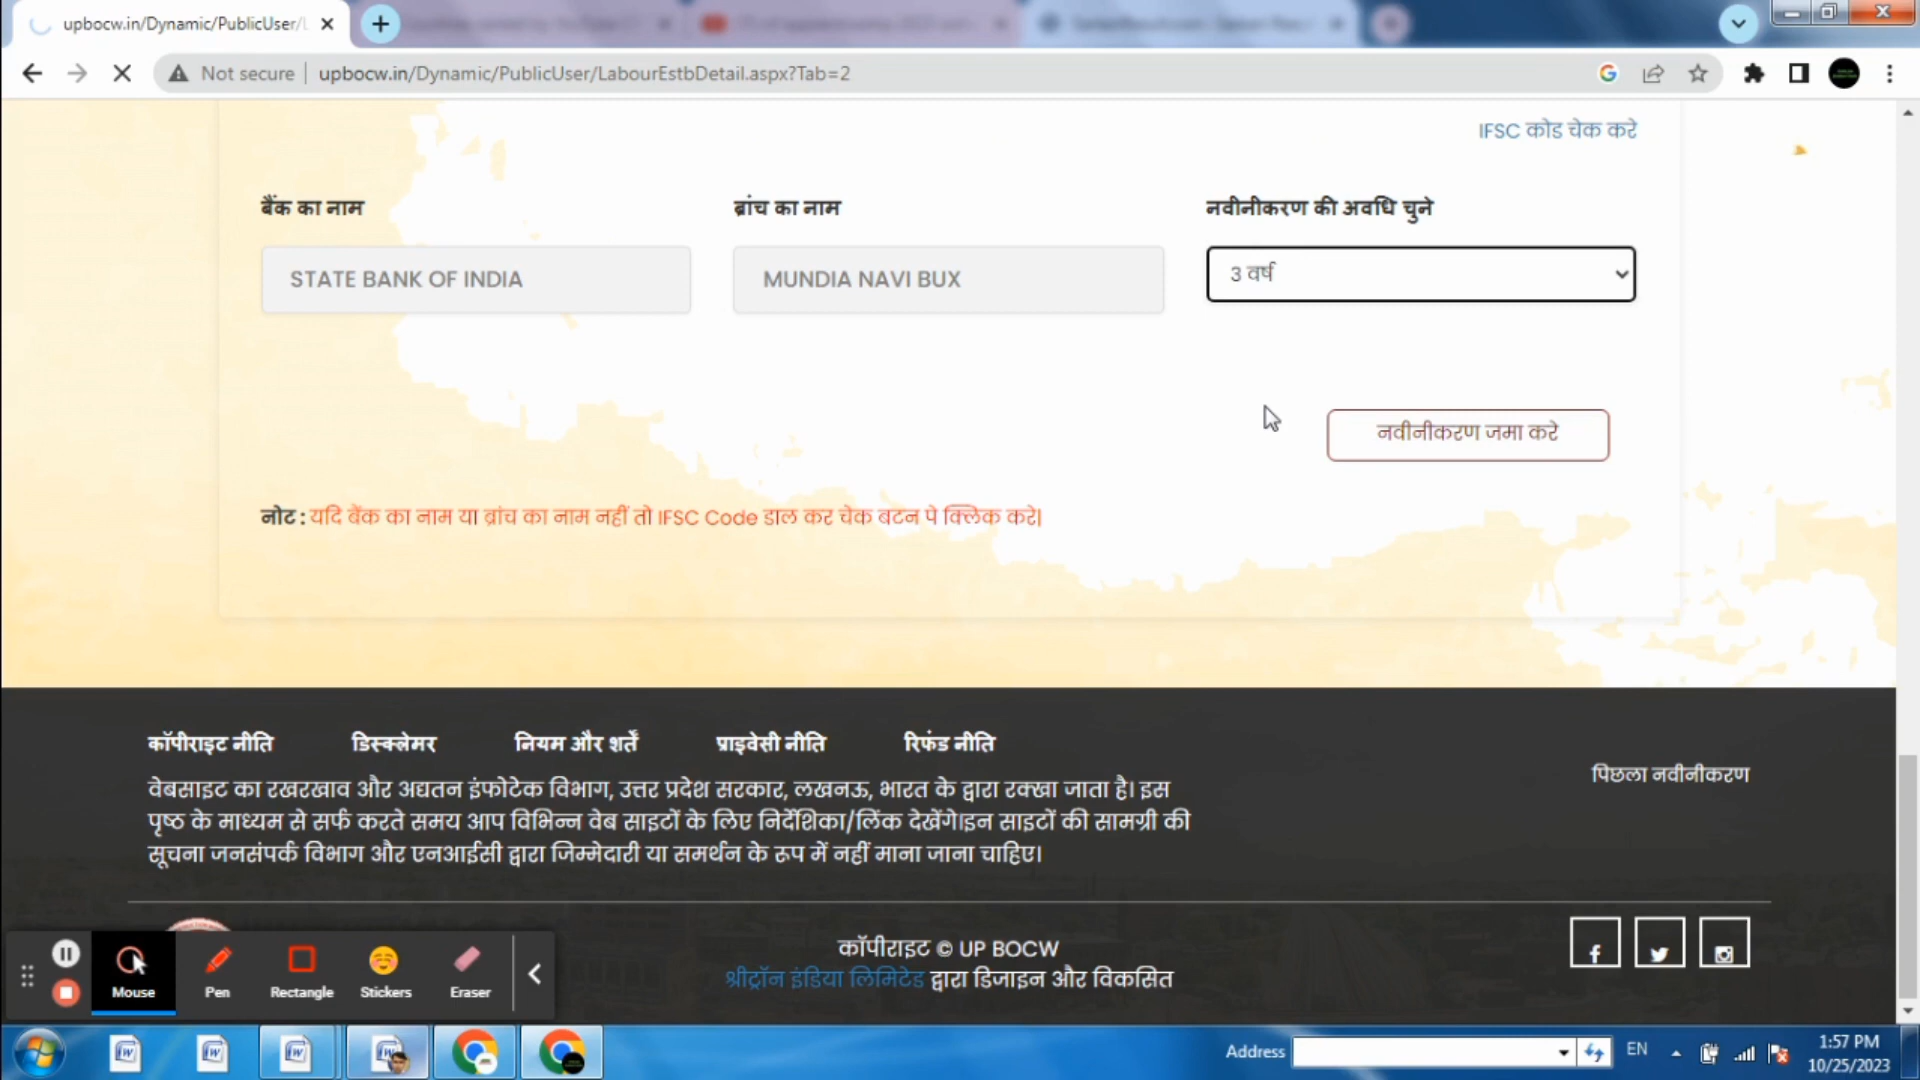 upbocw.in/Dynamic/PublicUser/L
Not secure
upbocw.in/Dynamic/PublicUser/LabourEstbDetail.aspx?Tab=2
IFSC कोड चेक करे
बैंक का नाम
ब्रांच का नाम
नवीनीकरण की अवधि चुने
STATE BANK OF INDIA
MUNDIA NAVI BUX
3 वर्ष
नवीनीकरण जमा करे
नोट : यदि बैंक का नाम या ब्रांच का नाम नहीं तो IFSC Code डाल कर चेक बटन पे क्लिक करे|
कॉपीराइट नीति
डिस्क्लेमर
नियम और शर्तें
प्राइवेसी नीति
रिफंड नीति
पिछला नवीनीकरण
वेबसाइट का रखरखाव और अद्यतन इंफोटेक विभाग, उत्तर प्रदेश सरकार, लखनऊ, भारत के द्वारा रक्खा जाता है। इस
पृष्ठ के माध्यम से सर्फ करते समय आप विभिन्न वेब साइटों के लिए निर्देशिका/लिंक देखेंगे।इन साइटों की सामग्री की
सूचना जनसंपर्क विभाग और एनआईसी द्वारा जिम्मेदारी या समर्थन के रूप में नहीं माना जाना चाहिए।
कॉपीराइट © UP BOCW
श्रीट्रॉन इंडिया लिमिटेड द्वारा डिजाइन और विकसित
Mouse
Pen
Rectangle
Stickers
Eraser
Address
EN
1:57 PM
10/25/2023